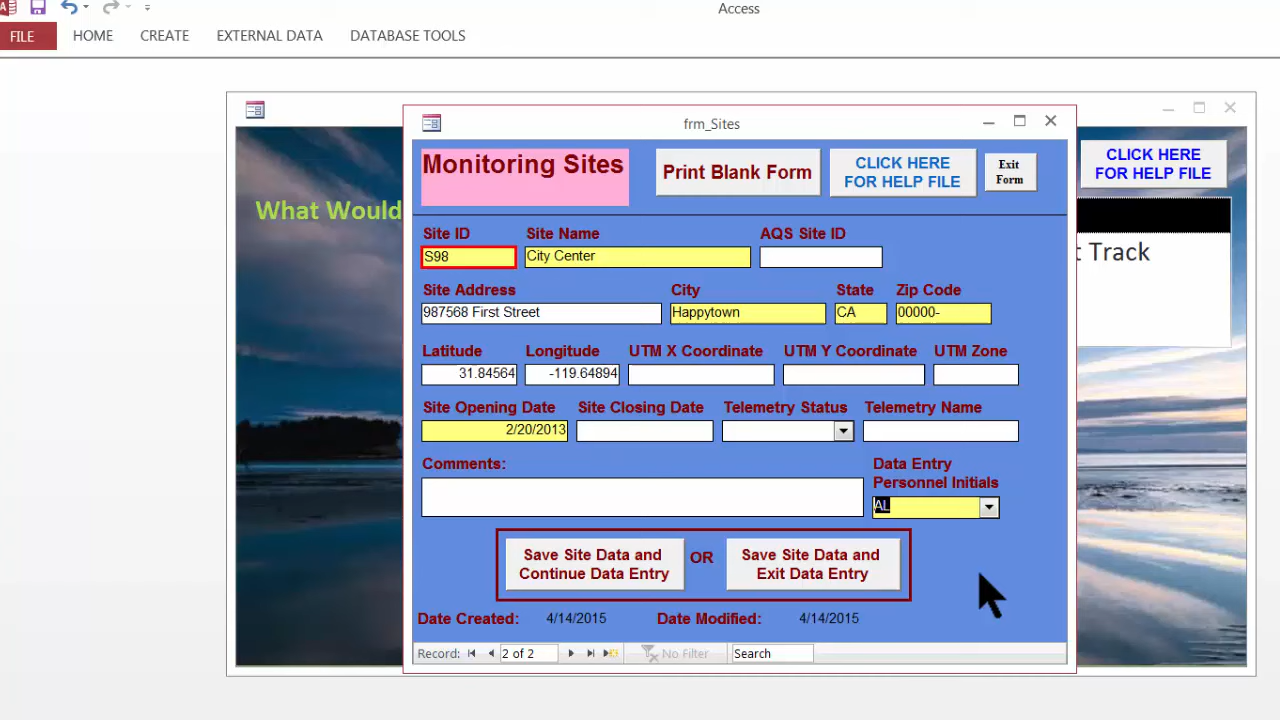 Access
FILE HOME CREATE EXTERNAL DATA DATABASE TOOLS
frm_Sites
What Would
Monitoring Sites
Print Blank Form
CLICK HERE
FOR HELP FILE
Exit
Form
CLICK HERE
FOR HELP FILE
t Track
Site ID Site Name AQS Site ID
S98 City Center
Site Address City State Zip Code
987568 First Street Happytown CA 00000-
Latitude Longitude UTM X Coordinate UTM Y Coordinate UTM Zone
31.84564 -119.64894
Site Opening Date Site Closing Date Telemetry Status Telemetry Name
2/20/2013
Comments:
Data Entry
Personnel Initials
AL
Save Site Data and
Continue Data Entry
OR
Save Site Data and
Exit Data Entry
Date Created: 4/14/2015 Date Modified: 4/14/2015
Record: 2 of 2 No Filter Search